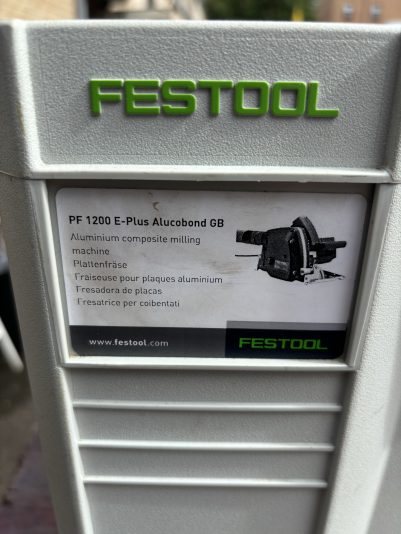 FESTOOL
PF 1200 E-Plus Alucobond GB
Aluminium composite milling
machine
Plattenfräse
Fraiseuse pour plaques aluminium
Fresadora de placas
Fresatrice per coibentati
www.festool.com
FESTOOL